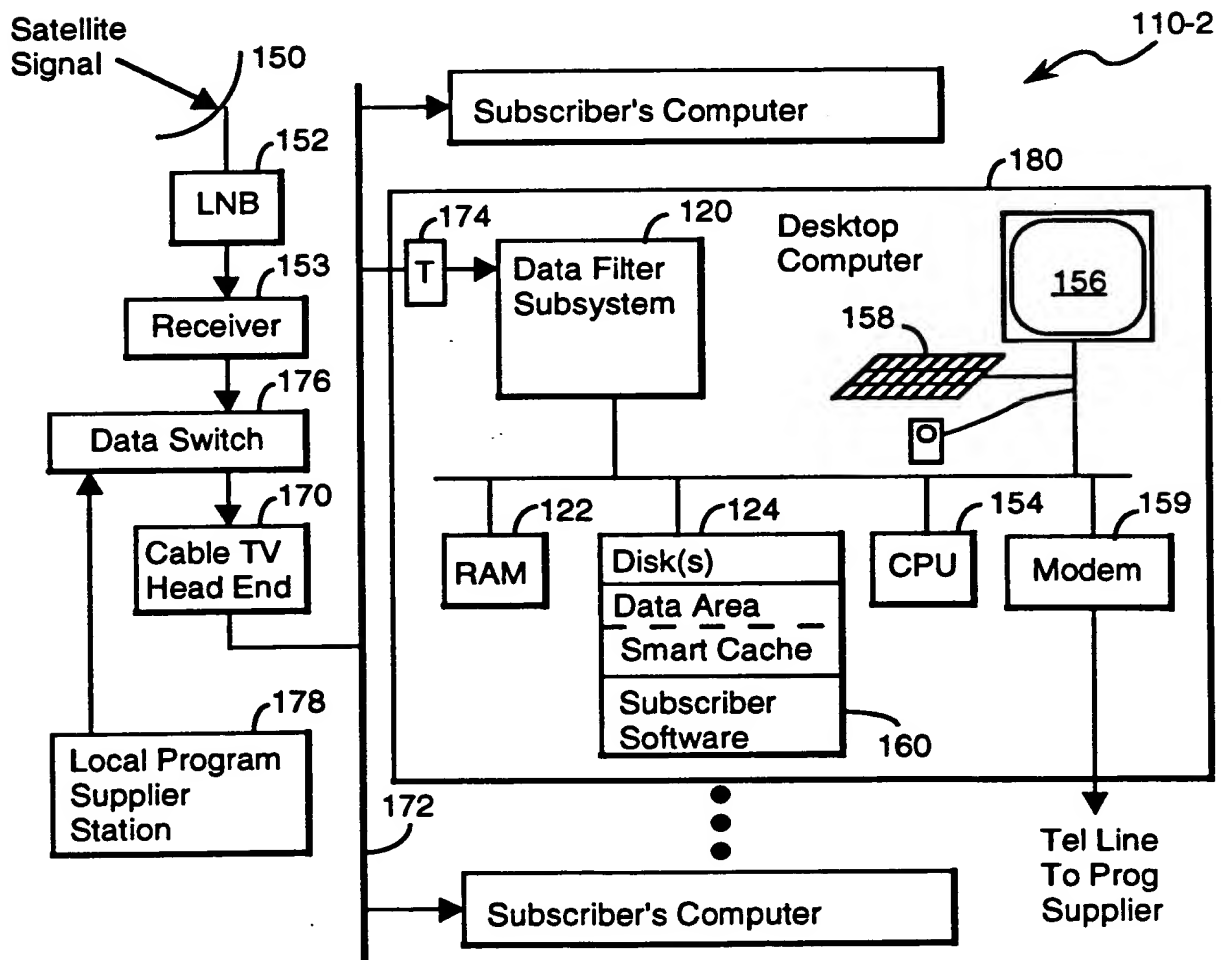 Satellite
Signal
150
110-2
Subscriber's Computer
152
LNB
180
174
T
120
Data Filter
Subsystem
Desktop
Computer
156
153
Receiver
158
176
Data Switch
170
Cable TV
Head End
122
RAM
124
Disk(s)
Data Area
Smart Cache
Subscriber
Software
160
154
CPU
159
Modem
178
Local Program
Supplier
Station
172
Tel Line
To Prog
Supplier
Subscriber's Computer